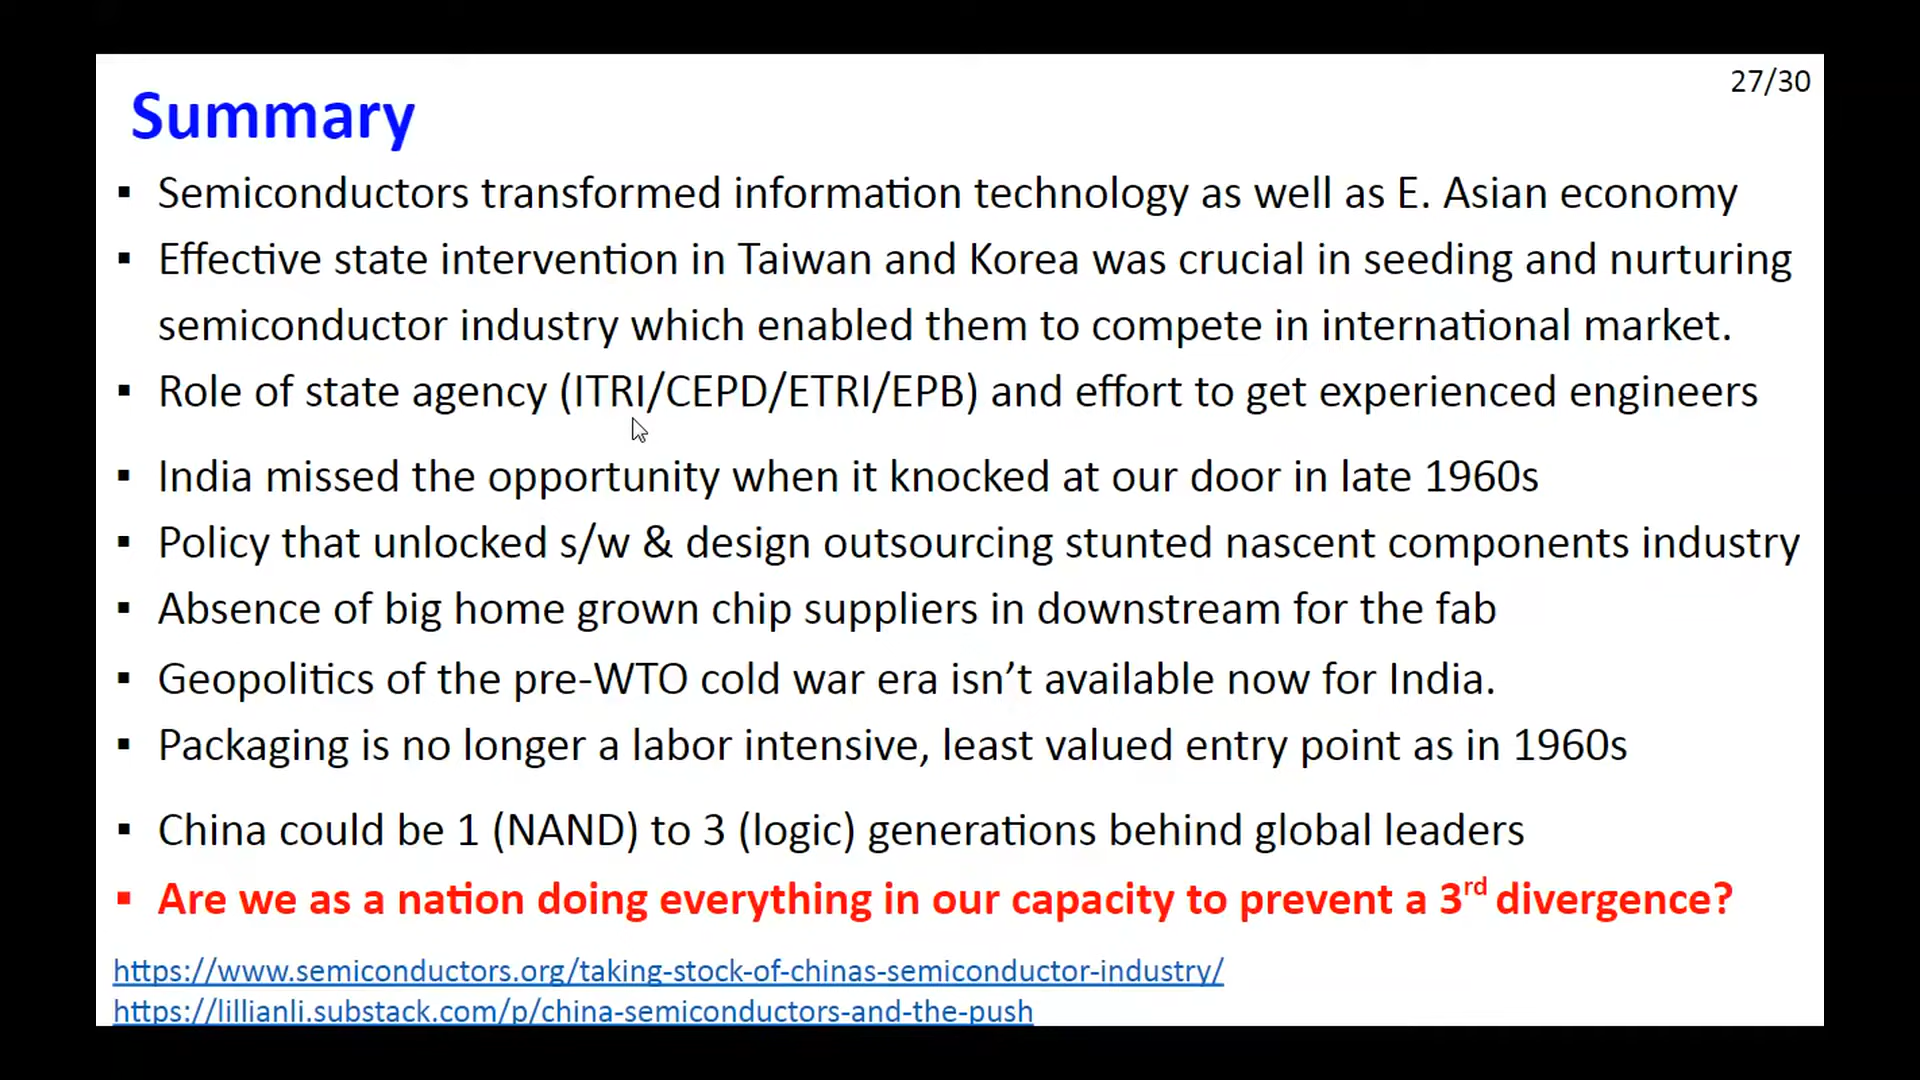 27/30
Summary
▪ Semiconductors transformed information technology as well as E. Asian economy
▪ Effective state intervention in Taiwan and Korea was crucial in seeding and nurturing
semiconductor industry which enabled them to compete in international market.
▪ Role of state agency (ITRI/CEPD/ETRI/EPB) and effort to get experienced engineers
▪ India missed the opportunity when it knocked at our door in late 1960s
▪ Policy that unlocked s/w & design outsourcing stunted nascent components industry
▪ Absence of big home grown chip suppliers in downstream for the fab
▪ Geopolitics of the pre-WTO cold war era isn’t available now for India.
▪ Packaging is no longer a labor intensive, least valued entry point as in 1960s
▪ China could be 1 (NAND) to 3 (logic) generations behind global leaders
▪ Are we as a nation doing everything in our capacity to prevent a 3rd divergence?
https://www.semiconductors.org/taking-stock-of-chinas-semiconductor-industry/
https://lillianli.substack.com/p/china-semiconductors-and-the-push